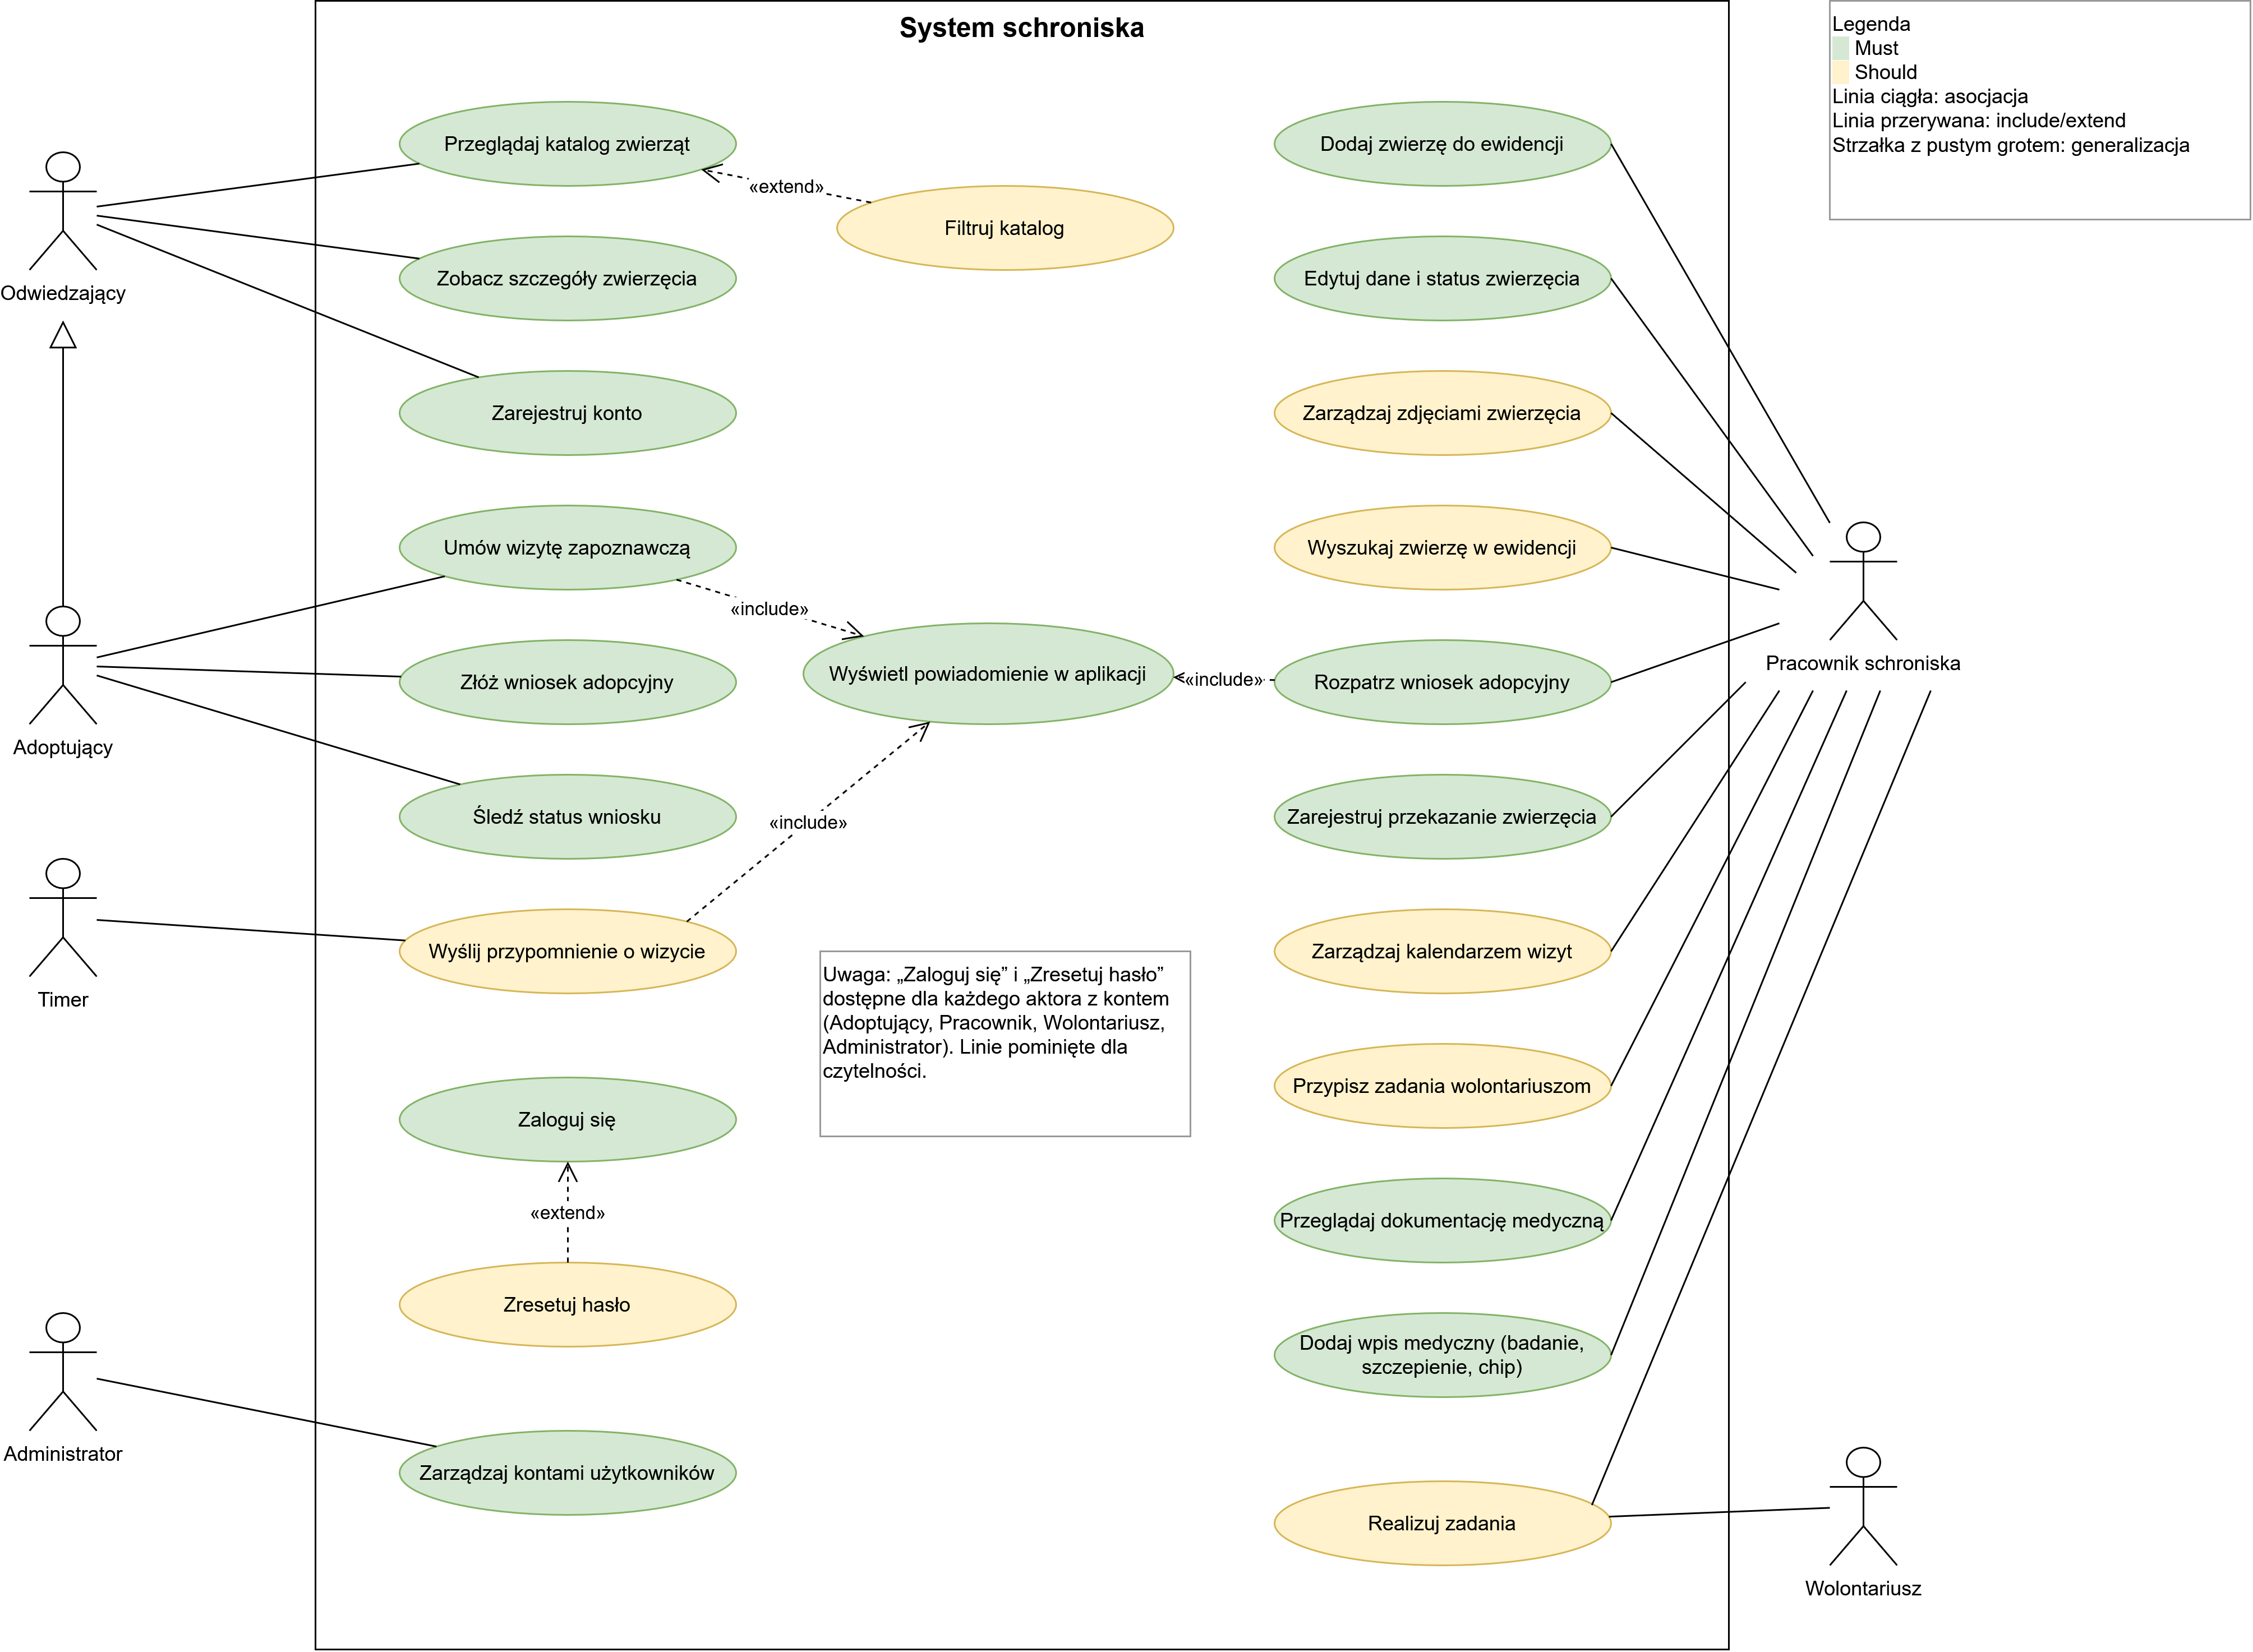 System schroniska
Legenda
Must
Should
Linia ciągła: asocjacja
Linia przerywana: include/extend
Strzałka z pustym grotem: generalizacja
Odwiedzający
Adoptujący
Timer
Administrator
Przeglądaj katalog zwierząt
«extend»
Filtruj katalog
Zobacz szczegóły zwierzęcia
Zarejestruj konto
Umów wizytę zapoznawczą
«include»
Wyświetl powiadomienie w aplikacji
«include»
Złóż wniosek adopcyjny
Śledź status wniosku
«include»
Wyślij przypomnienie o wizycie
Uwaga: „Zaloguj się” i „Zresetuj hasło”
dostępne dla każdego aktora z kontem
(Adoptujący, Pracownik, Wolontariusz,
Administrator). Linie pominięte dla
czytelności.
Zaloguj się
«extend»
Zresetuj hasło
Zarządzaj kontami użytkowników
Dodaj zwierzę do ewidencji
Edytuj dane i status zwierzęcia
Zarządzaj zdjęciami zwierzęcia
Wyszukaj zwierzę w ewidencji
Rozpatrz wniosek adopcyjny
Zarejestruj przekazanie zwierzęcia
Zarządzaj kalendarzem wizyt
Przypisz zadania wolontariuszom
Przeglądaj dokumentację medyczną
Dodaj wpis medyczny (badanie,
szczepienie, chip)
Realizuj zadania
Pracownik schroniska
Wolontariusz